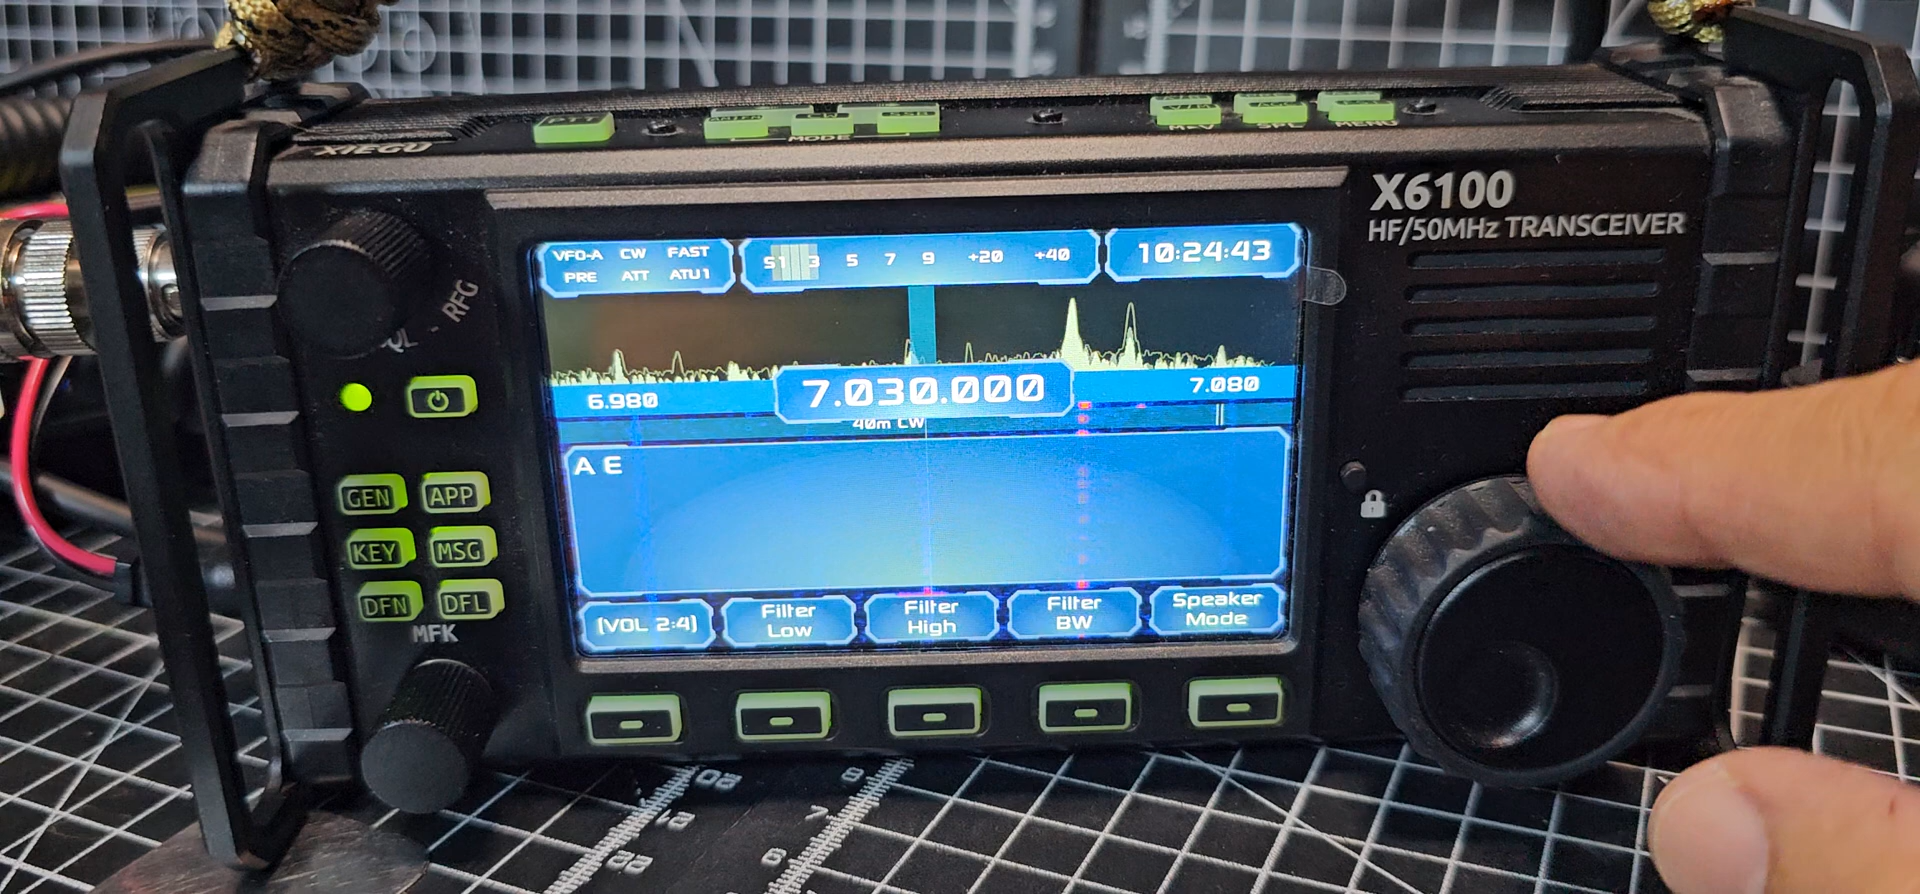 PTT
MODE
MENU
XIEGU
X6100
HF/50MHz TRANSCEIVER
RFG
VFO-A CW FAST
PRE ATT ATU1
S1 3 5 7 9 +20 +40
10:24:43
6.980
7.030.000
7.080
40m CW
A E
GEN APP
KEY MSG
DFN DFL
MFK
(VOL 2:4)
Filter
Low
Filter
High
Filter
BW
Speaker
Mode